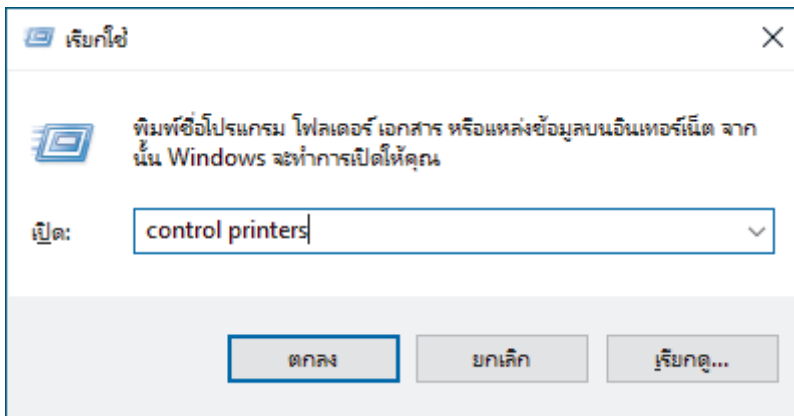 เรียกใช้
พิมพ์ชื่อโปรแกรม โฟลเดอร์ เอกสาร หรือแหล่งข้อมูลบนอินเทอร์เน็ต จาก
นั้น Windows จะทำการเปิดให้คุณ
เปิด: control printers
ตกลง ยกเลิก เรียกดู...